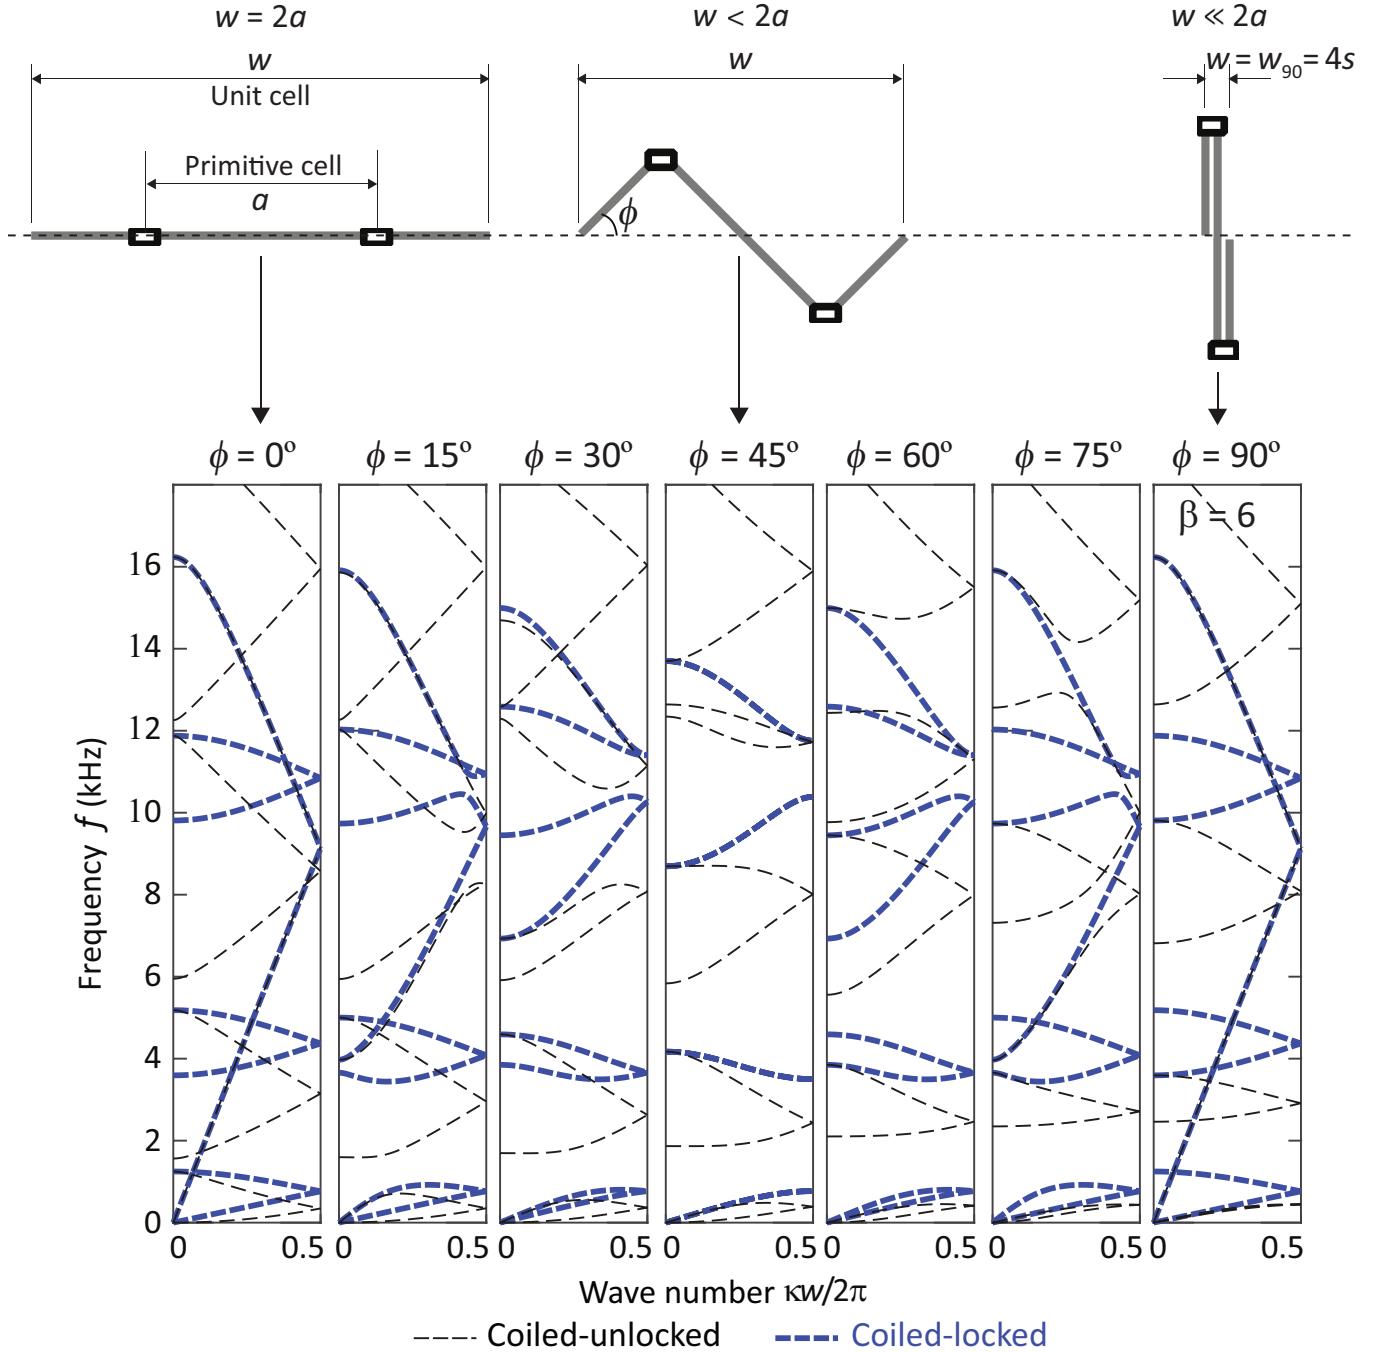 w = 2a
w < 2a
w ≪ 2a
w
w
w = w90 = 4s
Unit cell
Primitive cell
a
ϕ
ϕ = 0º
ϕ = 15º
ϕ = 30º
ϕ = 45º
ϕ = 60º
ϕ = 75º
ϕ = 90º
β = 6
16
14
12
10
8
6
4
2
0
Frequency f (kHz)
0 0.5 0 0.5 0 0.5 0 0.5 0 0.5 0 0.5 0 0.5
Wave number κw/2π
Coiled-unlocked
Coiled-locked